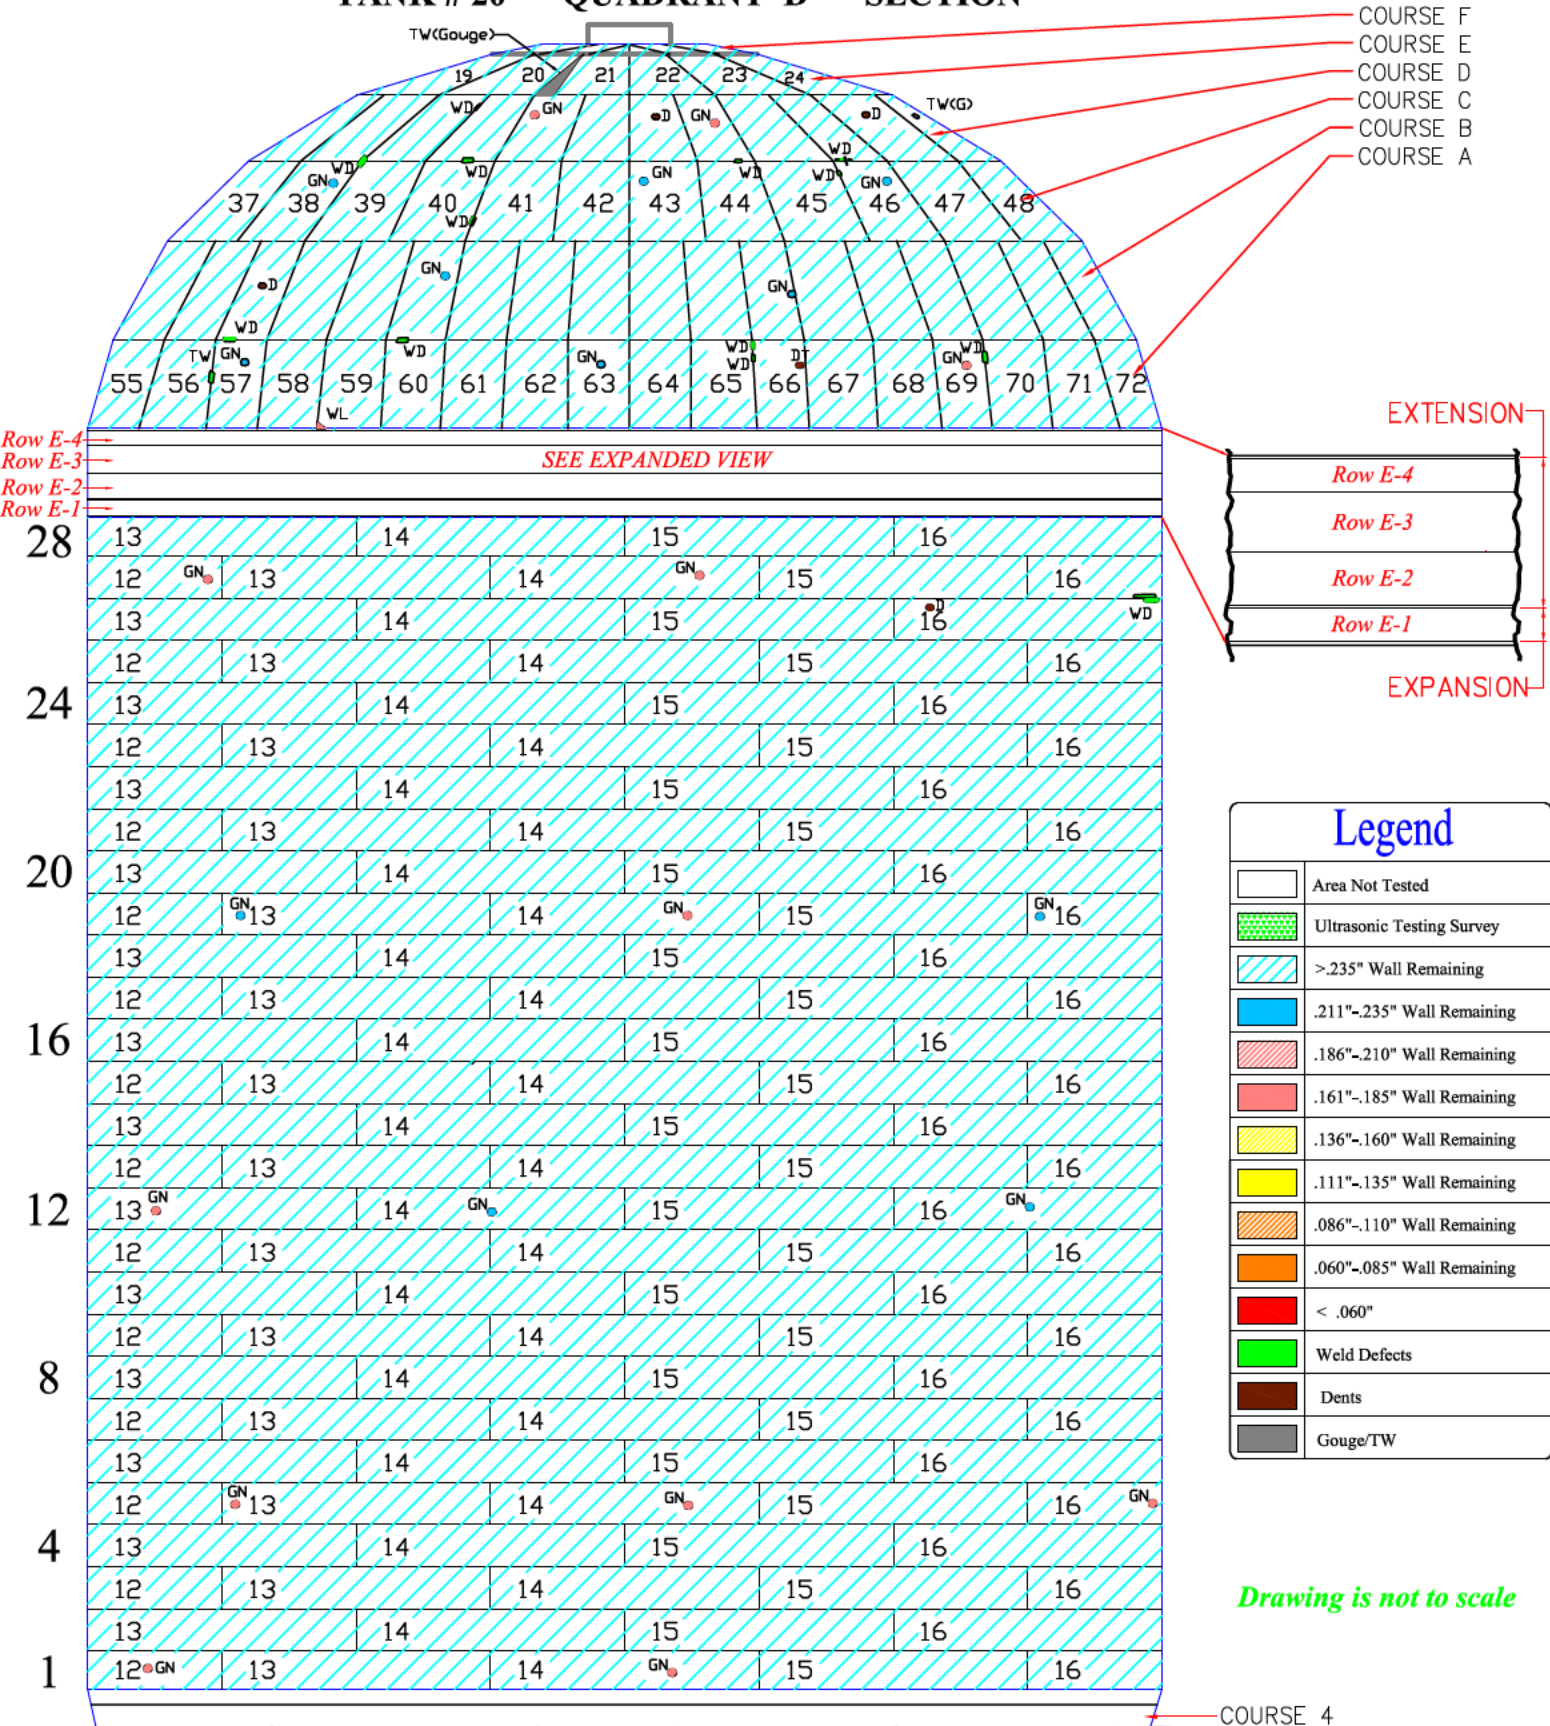 TANK # 20 QUADRANT "D" SECTION
TW(Gouge)
COURSE F
COURSE E
COURSE D
COURSE C
COURSE B
COURSE A
19 20 21 22 23 24
WD GN D GN D TW(G)
WD WD WD WD
GN GN WD GN
37 38 39 40 41 42 43 44 45 46 47 48
WD
GN GN
D
WD WD WD WD
TW GN GN WD DT GN
55 56 57 58 59 60 61 62 63 64 65 66 67 68 69 70 71 72
WL
Row E-4
Row E-3 SEE EXPANDED VIEW
Row E-2
Row E-1
EXTENSION
Row E-4
Row E-3
Row E-2
Row E-1
EXPANSION
28 13 14 15 16
12 GN 13 14 GN 15 16
13 14 15 D 16 WD
12 13 14 15 16
24 13 14 15 16
12 13 14 15 16
13 14 15 16
12 13 14 15 16
20 13 14 15 16
12 GN 13 14 GN 15 GN 16
13 14 15 16
12 13 14 15 16
16 13 14 15 16
12 13 14 15 16
13 14 15 16
12 13 14 15 16
12 13 GN 14 GN 15 16 GN
12 13 14 15 16
13 14 15 16
12 13 14 15 16
8 13 14 15 16
12 13 14 15 16
13 14 15 16
12 GN 13 14 GN 15 16 GN
4 13 14 15 16
12 13 14 15 16
13 14 15 16
1 12 GN 13 14 GN 15 16
COURSE 4
Legend
Area Not Tested
Ultrasonic Testing Survey
>.235" Wall Remaining
.211"-.235" Wall Remaining
.186"-.210" Wall Remaining
.161"-.185" Wall Remaining
.136"-.160" Wall Remaining
.111"-.135" Wall Remaining
.086"-.110" Wall Remaining
.060"-.085" Wall Remaining
< .060"
Weld Defects
Dents
Gouge/TW
Drawing is not to scale